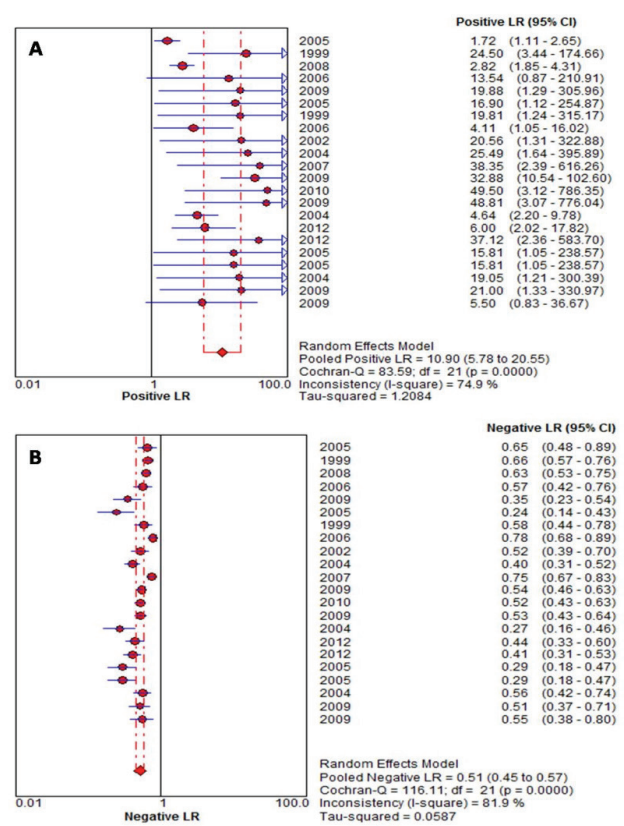 Positive LR (95% CI)
A
2005 1.72 (1.11 - 2.65)
1999 24.50 (3.44 - 174.66)
2008 2.82 (1.85 - 4.31)
2006 13.54 (0.87 - 210.91)
2009 19.88 (1.29 - 305.96)
2005 16.90 (1.12 - 254.87)
1999 19.81 (1.24 - 315.17)
2006 4.11 (1.05 - 16.02)
2002 20.56 (1.31 - 322.88)
2004 25.49 (1.64 - 395.89)
2007 38.35 (2.39 - 616.26)
2009 32.88 (10.54 - 102.60)
2010 49.50 (3.12 - 786.35)
2009 48.81 (3.07 - 776.04)
2004 4.64 (2.20 - 9.78)
2012 6.00 (2.02 - 17.82)
2012 37.12 (2.36 - 583.70)
2005 15.81 (1.05 - 238.57)
2005 15.81 (1.05 - 238.57)
2004 19.05 (1.21 - 300.39)
2009 21.00 (1.33 - 330.97)
2009 5.50 (0.83 - 36.67)
Random Effects Model
Pooled Positive LR = 10.90 (5.78 to 20.55)
Cochran-Q = 83.59; df = 21 (p = 0.0000)
Inconsistency (I-square) = 74.9 %
Tau-squared = 1.2084
0.01 1 100.0
Positive LR
Negative LR (95% CI)
B
2005 0.65 (0.48 - 0.89)
1999 0.66 (0.57 - 0.76)
2008 0.63 (0.53 - 0.75)
2006 0.57 (0.42 - 0.76)
2009 0.35 (0.23 - 0.54)
2005 0.24 (0.14 - 0.43)
1999 0.58 (0.44 - 0.78)
2006 0.78 (0.68 - 0.89)
2002 0.52 (0.39 - 0.70)
2004 0.40 (0.31 - 0.52)
2007 0.75 (0.67 - 0.83)
2009 0.54 (0.46 - 0.63)
2010 0.52 (0.43 - 0.63)
2009 0.53 (0.43 - 0.64)
2004 0.27 (0.16 - 0.46)
2012 0.44 (0.33 - 0.60)
2012 0.41 (0.31 - 0.53)
2005 0.29 (0.18 - 0.47)
2005 0.29 (0.18 - 0.47)
2004 0.56 (0.42 - 0.74)
2009 0.51 (0.37 - 0.71)
2009 0.55 (0.38 - 0.80)
Random Effects Model
Pooled Negative LR = 0.51 (0.45 to 0.57)
Cochran-Q = 116.11; df = 21 (p = 0.0000)
Inconsistency (I-square) = 81.9 %
Tau-squared = 0.0587
0.01 1 100.0
Negative LR